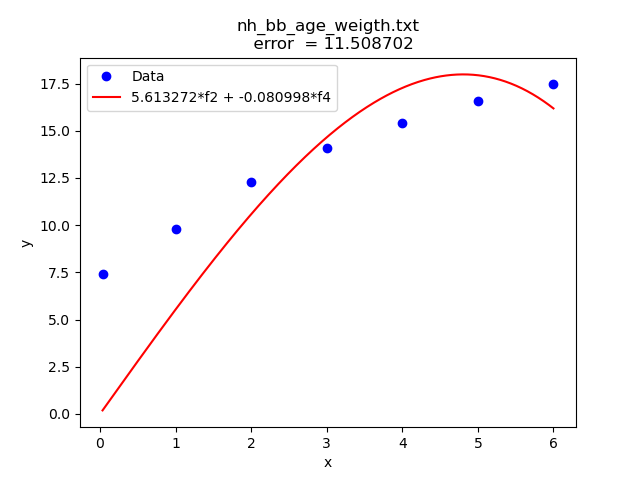 nh_bb_age_weigth.txt
error  = 11.508702
Data
5.613272*f2 + -0.080998*f4
17.5
15.0
12.5
10.0
7.5
5.0
2.5
0.0
y
0 1 2 3 4 5 6
x